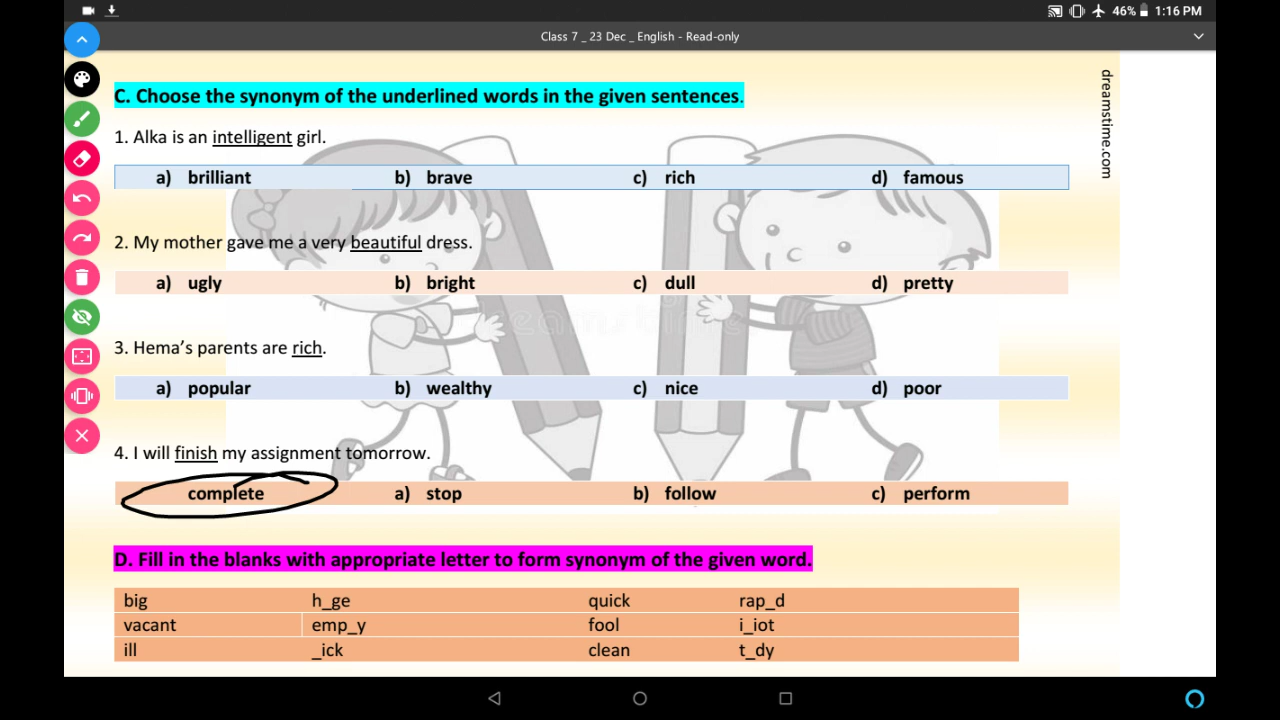 46% 1:16 PM
Class 7 _ 23 Dec _ English - Read-only
dreamstime.com
C. Choose the synonym of the underlined words in the given sentences.
1. Alka is an intelligent girl.
a) brilliant b) brave c) rich d) famous
2. My mother gave me a very beautiful dress.
a) ugly b) bright c) dull d) pretty
3. Hema's parents are rich.
a) popular b) wealthy c) nice d) poor
4. I will finish my assignment tomorrow.
complete a) stop b) follow c) perform
D. Fill in the blanks with appropriate letter to form synonym of the given word.
big h_ge quick rap_d
vacant emp_y fool i_iot
ill _ick clean t_dy